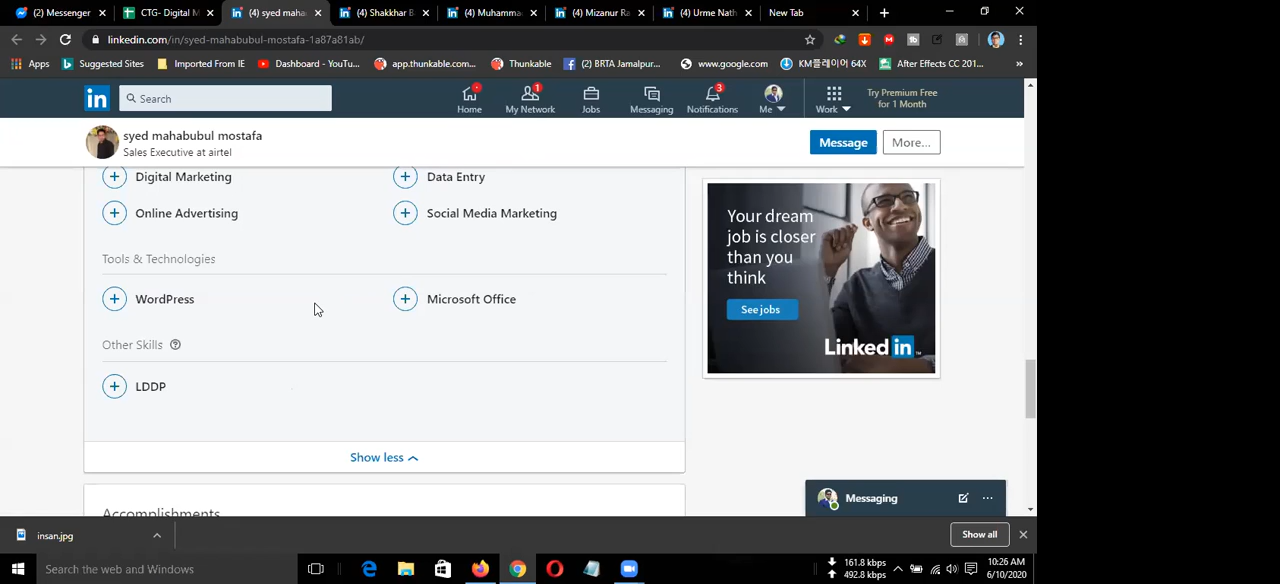 (2) Messenger
CTG- Digital M
(4) syed maha
(4) Shakkhar B
(4) Muhamma
(4) Mizanur Ra
(4) Urme Nath
New Tab
linkedin.com/in/syed-mahabubul-mostafa-1a87a81ab/
Apps
Suggested Sites
Imported From IE
Dashboard - YouTu...
app.thunkable.com...
Thunkable
(2) BRTA Jamalpur...
www.google.com
KM플레이어 64X
After Effects CC 201...
»
in
Search
Home
1
My Network
Jobs
Messaging
3
Notifications
Me
Work
Try Premium Free
for 1 Month
syed mahabubul mostafa
Sales Executive at airtel
Message
More...
Digital Marketing
Data Entry
Online Advertising
Social Media Marketing
Tools & Technologies
WordPress
Microsoft Office
Other Skills
LDDP
Show less
Accomplishments
Your dream
job is closer
than you
think
See jobs
Linked in
Messaging
insan.jpg
Show all
Search the web and Windows
161.8 kbps
492.8 kbps
10:26 AM
6/10/2020